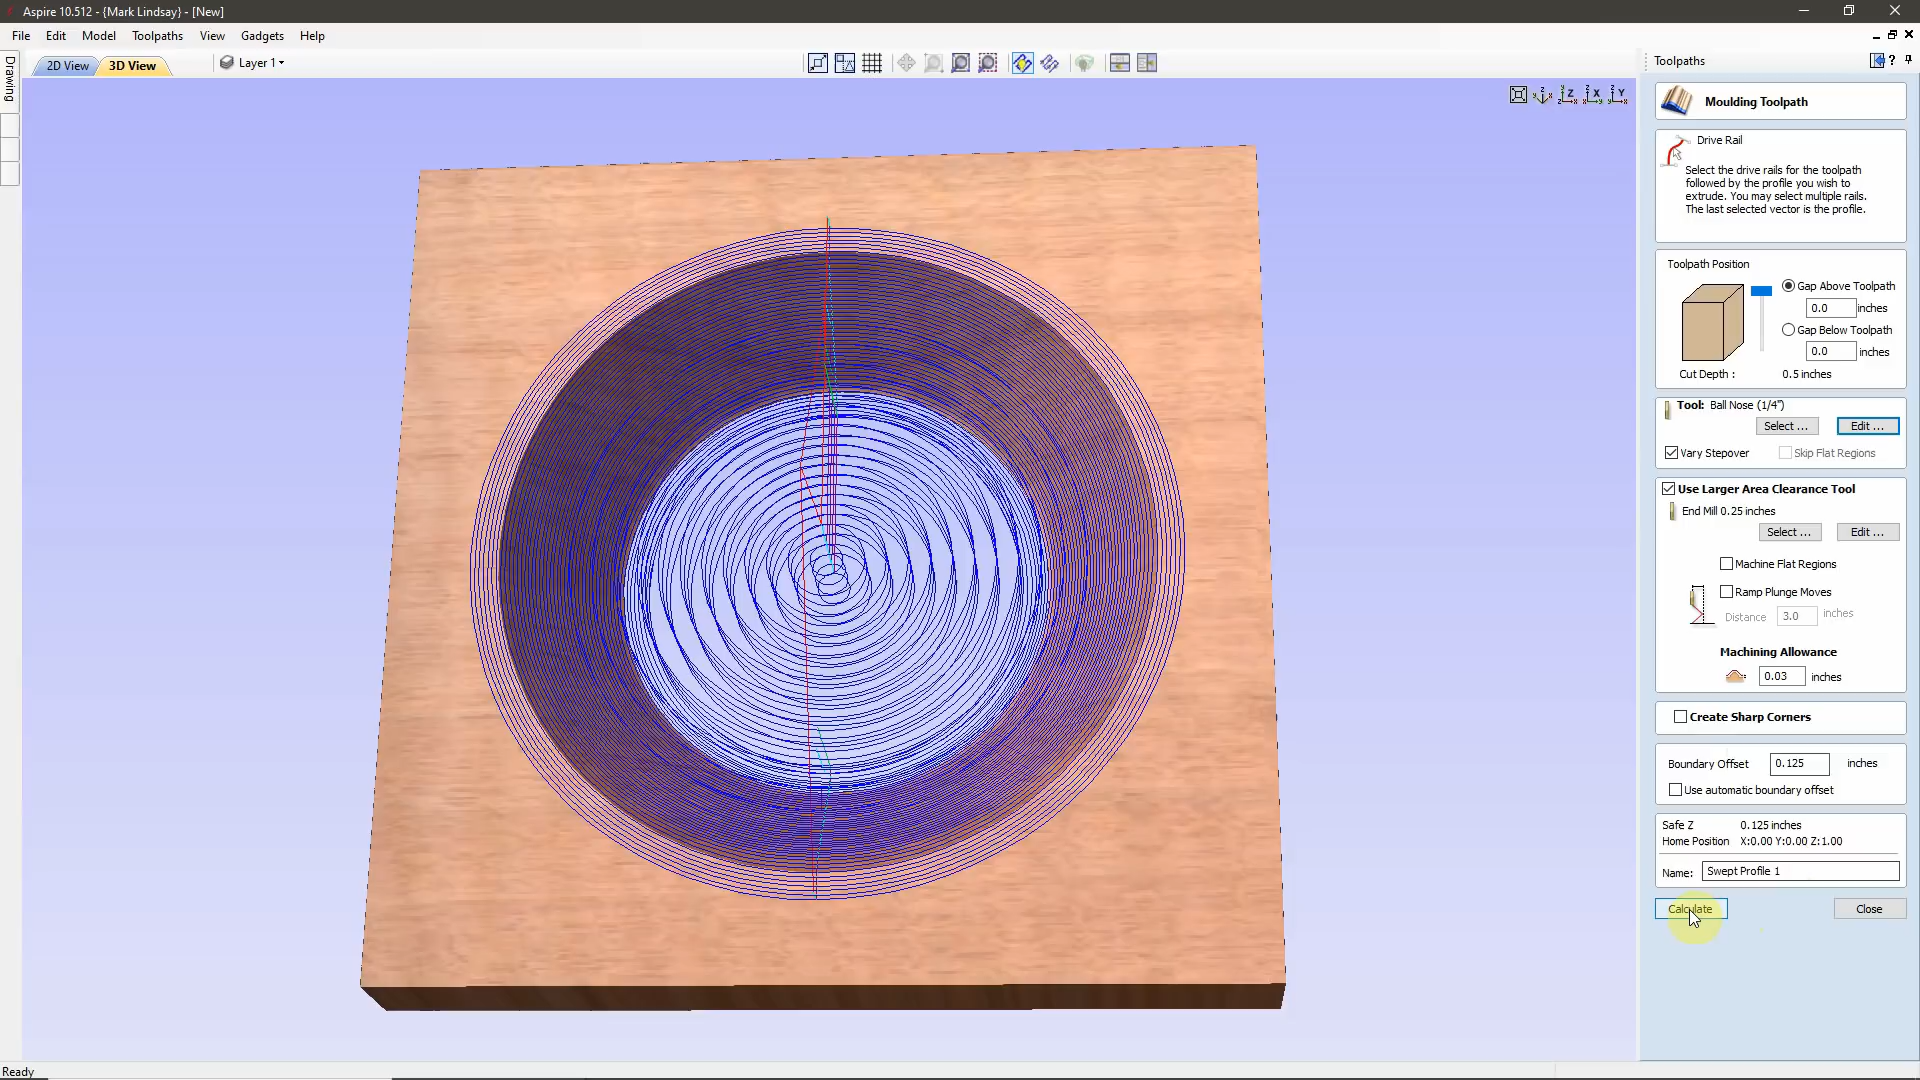 Aspire 10.512 - {Mark Lindsay} - [New]
File Edit Model Toolpaths View Gadgets Help
Drawing
2D View 3D View Layer 1
Toolpaths ?
Z X Y
Moulding Toolpath
Drive Rail
Select the drive rails for the toolpath
followed by the profile you wish to
extrude. You may select multiple rails.
The last selected vector is the profile.
Toolpath Position
Gap Above Toolpath
0.0 inches
Gap Below Toolpath
0.0 inches
Cut Depth : 0.5 inches
Tool: Ball Nose (1/4")
Select ... Edit ...
Vary Stepover Skip Flat Regions
Use Larger Area Clearance Tool
End Mill 0.25 inches
Select ... Edit ...
Machine Flat Regions
Ramp Plunge Moves
Distance 3.0 inches
Machining Allowance
0.03 inches
Create Sharp Corners
Boundary Offset 0.125 inches
Use automatic boundary offset
Safe Z 0.125 inches
Home Position X:0.00 Y:0.00 Z:1.00
Name: Swept Profile 1
Calculate Close
Ready